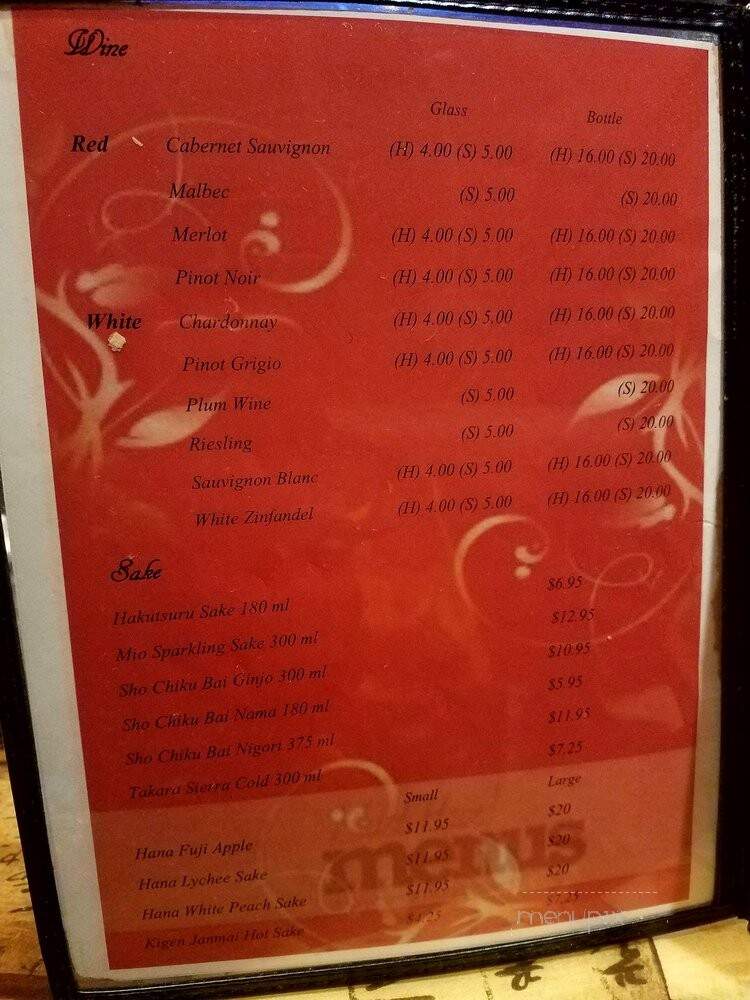 Wine
Glass Bottle
Red Cabernet Sauvignon (H) 4.00 (S) 5.00 (H) 16.00 (S) 20.00
Malbec (S) 5.00 (S) 20.00
Merlot (H) 4.00 (S) 5.00 (H) 16.00 (S) 20.00
Pinot Noir (H) 4.00 (S) 5.00 (H) 16.00 (S) 20.00
White Chardonnay (H) 4.00 (S) 5.00 (H) 16.00 (S) 20.00
Pinot Grigio (H) 4.00 (S) 5.00 (H) 16.00 (S) 20.00
Plum Wine (S) 5.00 (S) 20.00
Riesling (S) 5.00 (S) 20.00
Sauvignon Blanc (H) 4.00 (S) 5.00 (H) 16.00 (S) 20.00
White Zinfandel (H) 4.00 (S) 5.00 (H) 16.00 (S) 20.00
Sake
Hakutsuru Sake 180 ml $6.95
Mio Sparkling Sake 300 ml $12.95
Sho Chiku Bai Ginjo 300 ml $10.95
Sho Chiku Bai Nama 180 ml $5.95
Sho Chiku Bai Nigori 375 ml $11.95
Takara Sierra Cold 300 ml $7.25
Small Large
Hana Fuji Apple $11.95 $20
Hana Lychee Sake $11.95 $20
Hana White Peach Sake $11.95 $20
Kigen Janmai Hot Sake $4.25 $7.25
menus